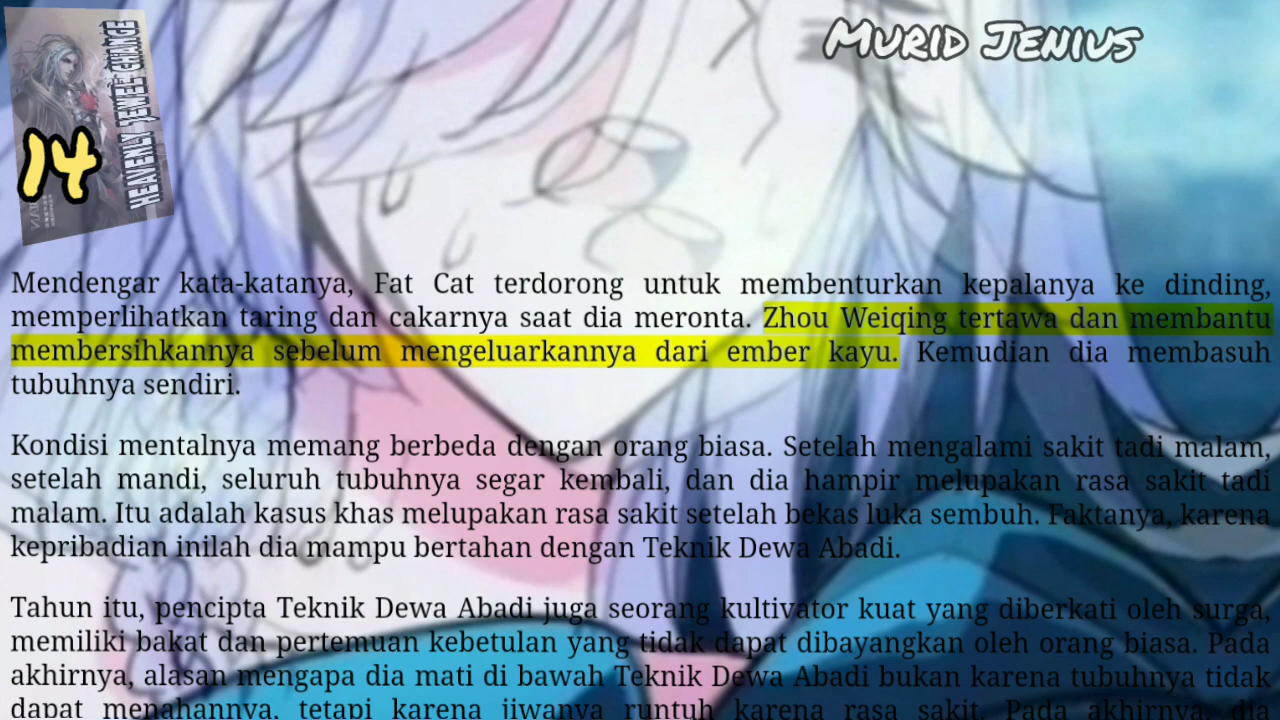 Murid Jenius
HEAVENLY JEWEL CHANGE
14
Mendengar kata-katanya, Fat Cat terdorong untuk membenturkan kepalanya ke dinding,
memperlihatkan taring dan cakarnya saat dia meronta. Zhou Weiqing tertawa dan membantu
membersihkannya sebelum mengeluarkannya dari ember kayu. Kemudian dia membasuh
tubuhnya sendiri.
Kondisi mentalnya memang berbeda dengan orang biasa. Setelah mengalami sakit tadi malam,
setelah mandi, seluruh tubuhnya segar kembali, dan dia hampir melupakan rasa sakit tadi
malam. Itu adalah kasus khas melupakan rasa sakit setelah bekas luka sembuh. Faktanya, karena
kepribadian inilah dia mampu bertahan dengan Teknik Dewa Abadi.
Tahun itu, pencipta Teknik Dewa Abadi juga seorang kultivator kuat yang diberkati oleh surga,
memiliki bakat dan pertemuan kebetulan yang tidak dapat dibayangkan oleh orang biasa. Pada
akhirnya, alasan mengapa dia mati di bawah Teknik Dewa Abadi bukan karena tubuhnya tidak
dapat menahannya, tetapi karena jiwanya runtuh karena rasa sakit. Pada akhirnya, dia